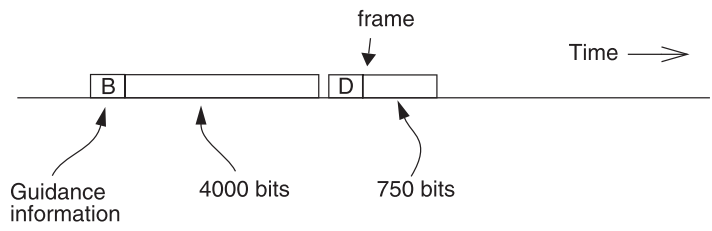 frame
Time
B
D
Guidance
information
4000 bits
750 bits